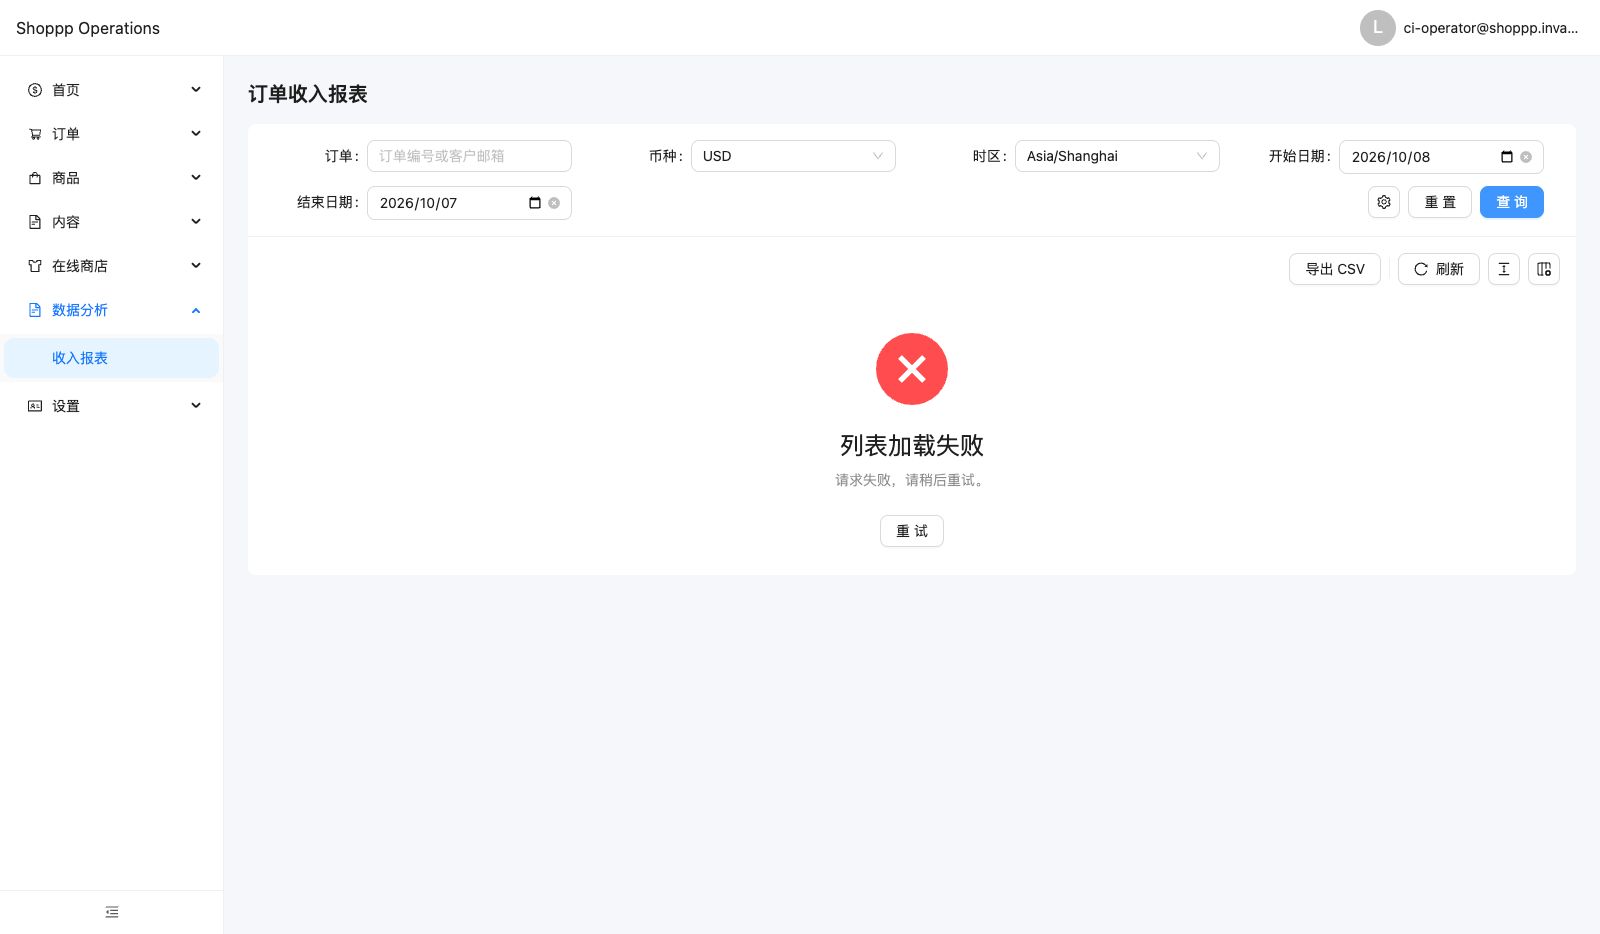 Shoppp Operations
L
ci-operator@shoppp.inva...
首页
订单
商品
内容
在线商店
数据分析
收入报表
设置
订单收入报表
订单: 订单编号或客户邮箱
币种: USD
时区: Asia/Shanghai
开始日期: 2026/10/08
结束日期: 2026/10/07
重 置
查 询
导出 CSV
刷新
列表加载失败
请求失败，请稍后重试。
重 试